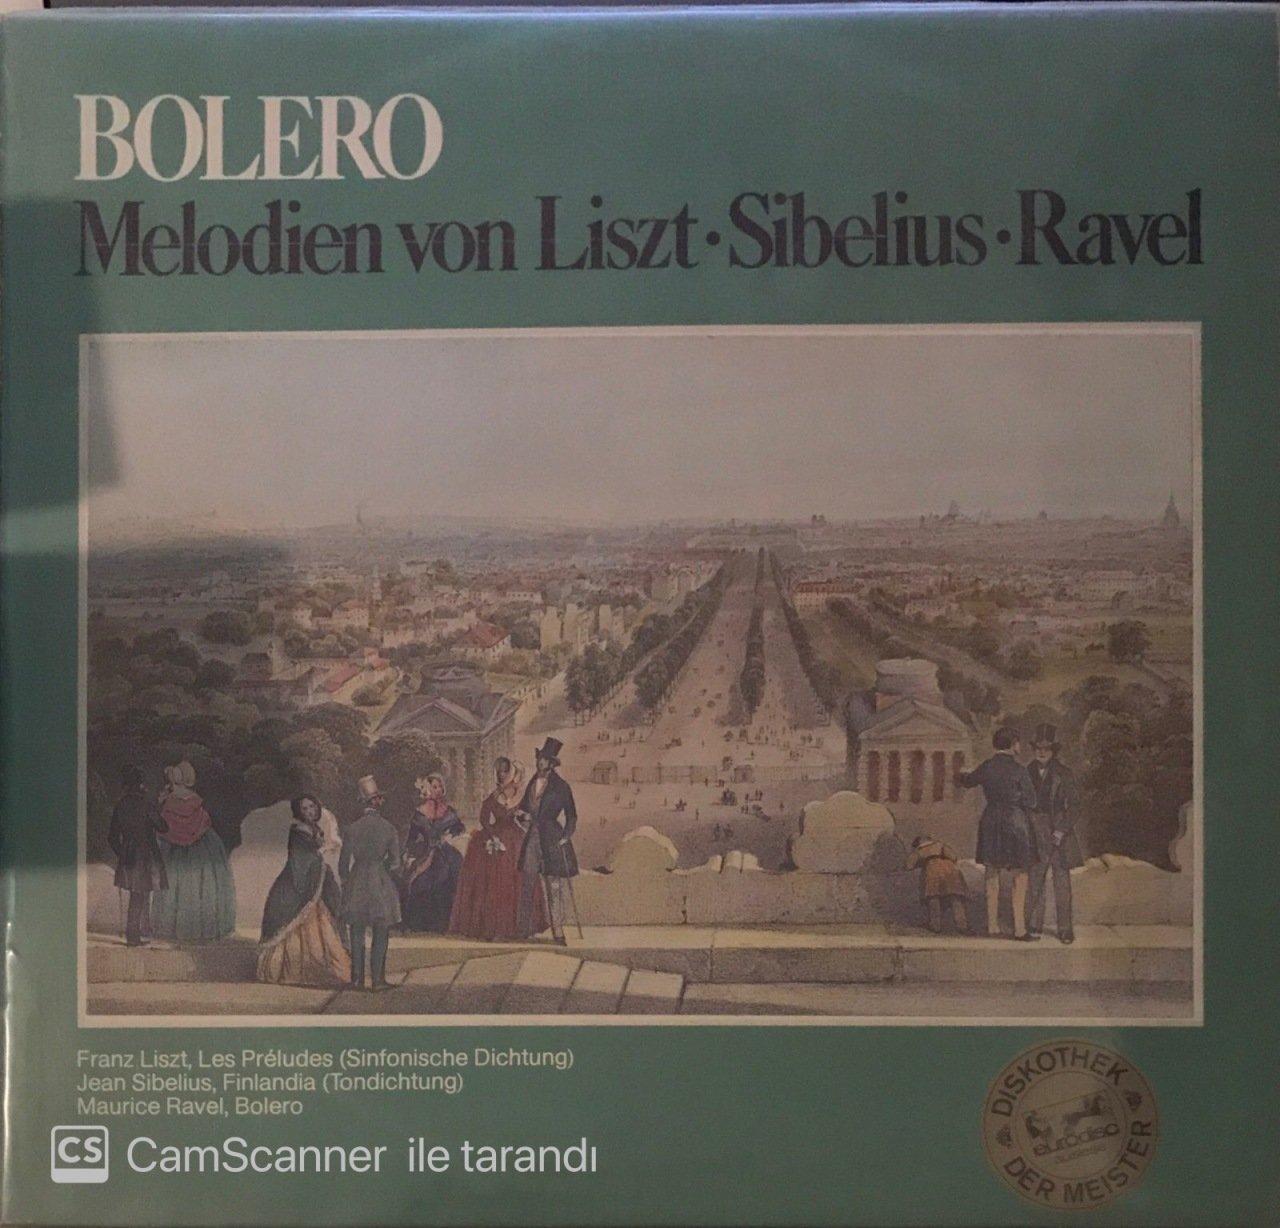 BOLERO
Melodien von Liszt·Sibelius·Ravel
Franz Liszt, Les Préludes (Sinfonische Dichtung)
Jean Sibelius, Finlandia (Tondichtung)
Maurice Ravel, Bolero
CS CamScanner ile tarandı
DISKOTHEK
eurodisc
DER MEISTER